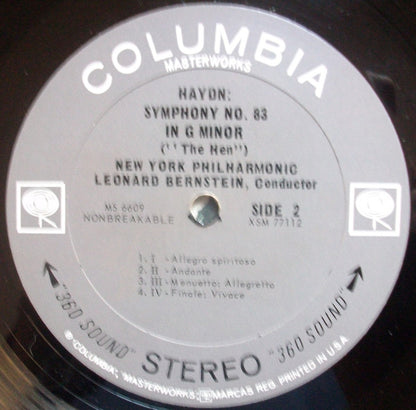 COLUMBIA
MASTERWORKS
HAYDN:
SYMPHONY NO. 83
IN G MINOR
("The Hen")
NEW YORK PHILHARMONIC
LEONARD BERNSTEIN, Conductor
MS 6609
NONBREAKABLE
SIDE 2
XSM 77112
1. I -Allegro spiritoso
2. II -Andante
3. III -Menuetto: Allegretto
4. IV -Finale: Vivace
"360 SOUND" STEREO "360 SOUND"
® "COLUMBIA", "MASTERWORKS", MARCAS REG. PRINTED IN U.S.A.